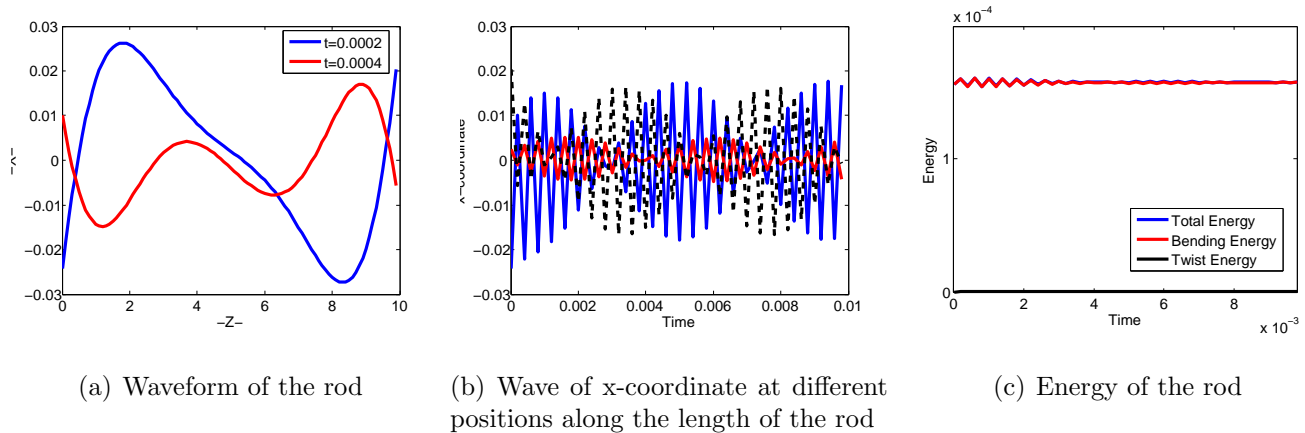 0.03
0.02
0.01
0
−0.01
−0.02
−0.03
0 2 4 6 8 10
−X−
−Z−
t=0.0002
t=0.0004
(a) Waveform of the rod
0.03
0.02
0.01
0
−0.01
−0.02
−0.03
0 0.002 0.004 0.006 0.008 0.01
x−coordinate
Time
(b) Wave of x-coordinate at different
positions along the length of the rod
x 10⁻⁴
1
0
0 2 4 6 8
Energy
Time
x 10⁻³
Total Energy
Bending Energy
Twist Energy
(c) Energy of the rod